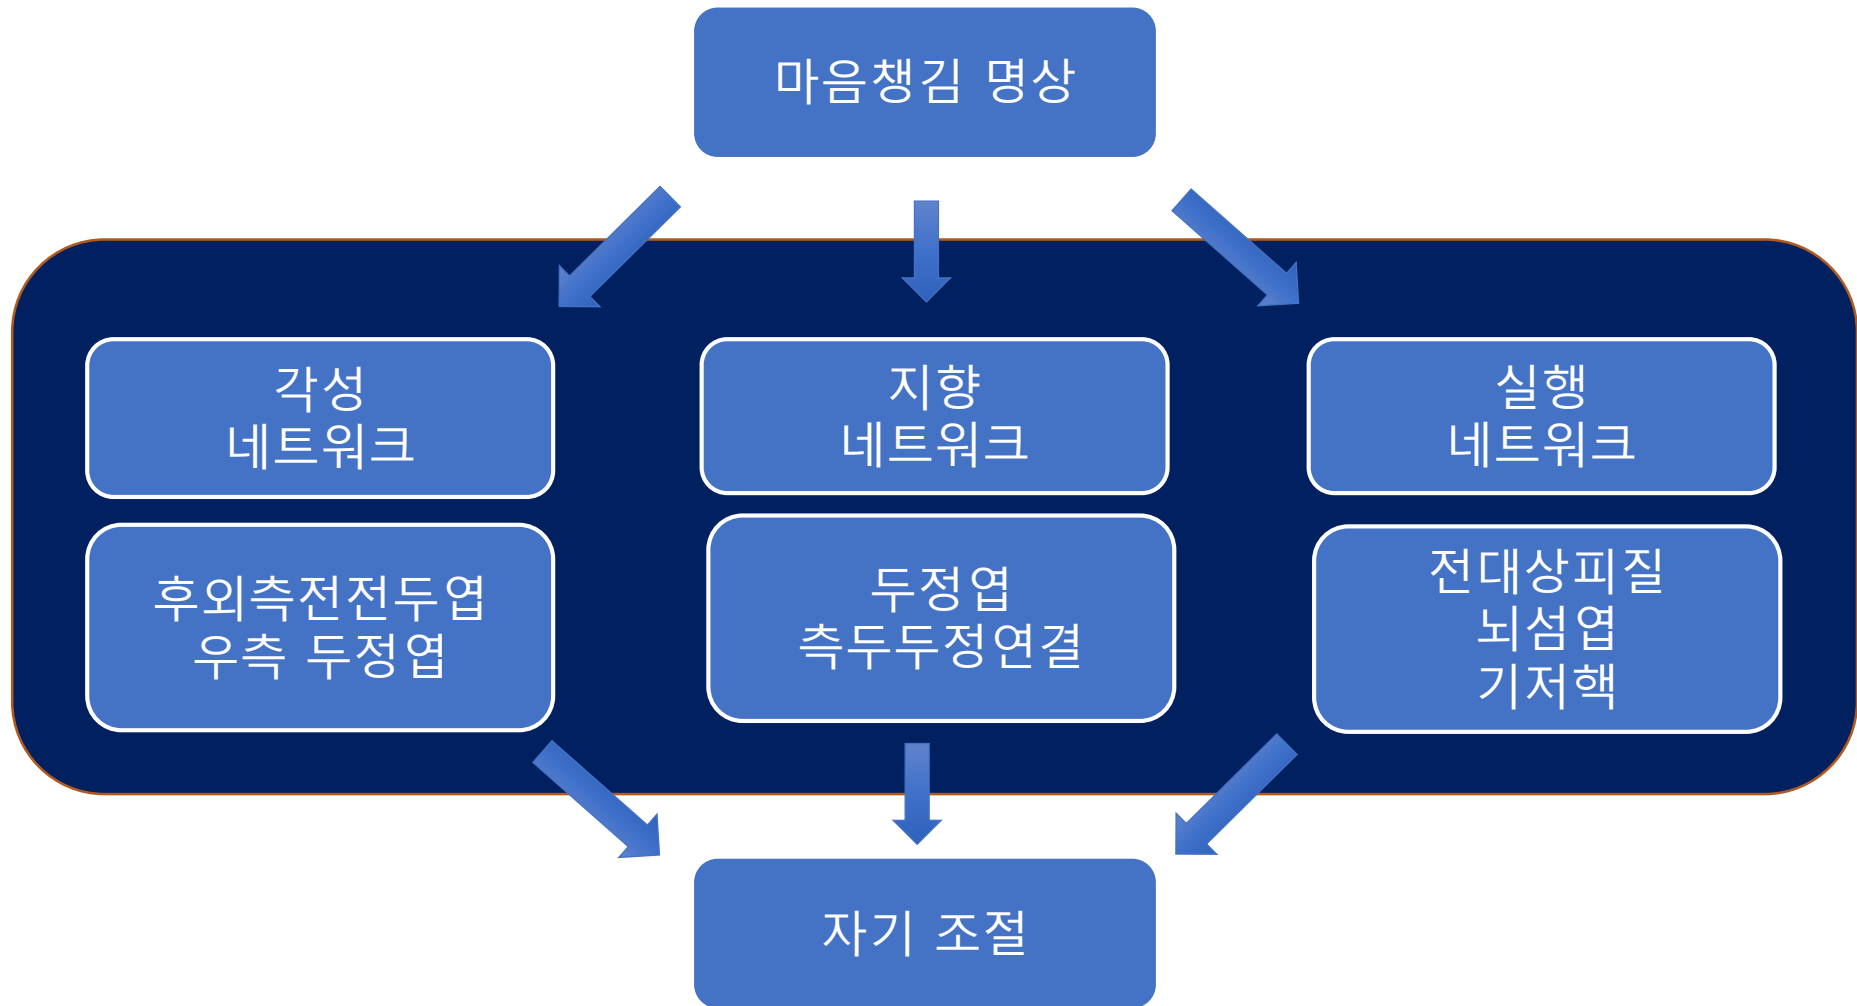 마음챙김 명상
각성
네트워크
지향
네트워크
실행
네트워크
후외측전전두엽
우측 두정엽
두정엽
측두두정연결
전대상피질
뇌섬엽
기저핵
자기 조절